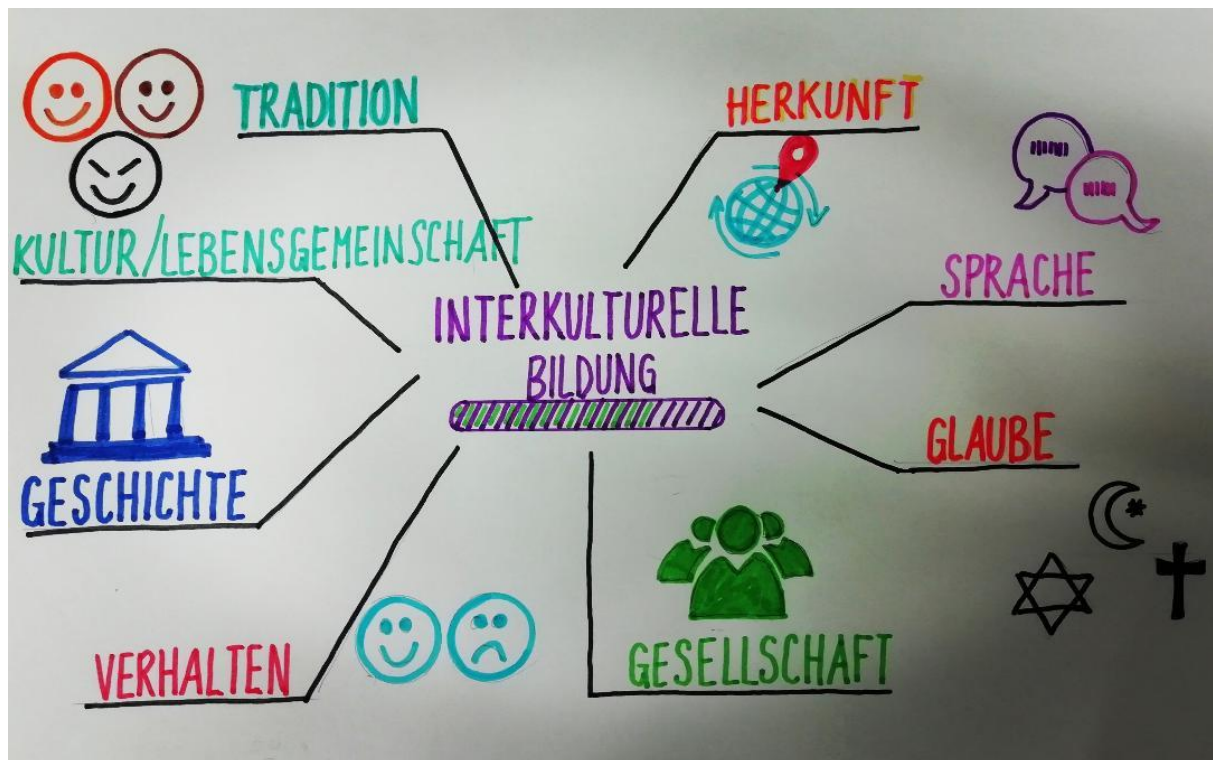 TRADITION
HERKUNFT
KULTUR/LEBENSGEMEINSCHAFT
SPRACHE
INTERKULTURELLE
BILDUNG
GLAUBE
GESCHICHTE
GESELLSCHAFT
VERHALTEN